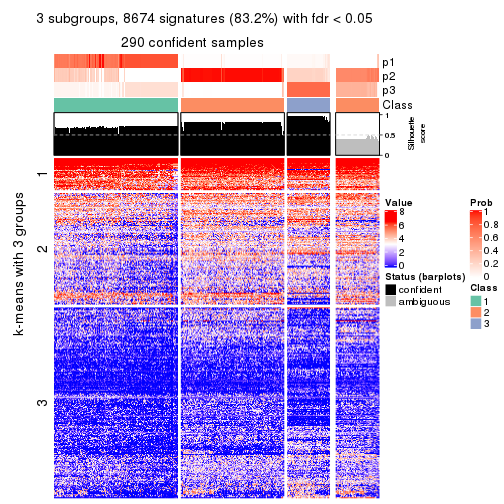 3 subgroups, 8674 signatures (83.2%) with fdr < 0.05
290 confident samples
p1
p2
p3
Class
1
0.5
0
Silhouette
score
k-means with 3 groups
1
2
3
Value
8
6
4
2
0
Status (barplots)
confident
ambiguous
Prob
1
0.8
0.6
0.4
0.2
0
Class
1
2
3